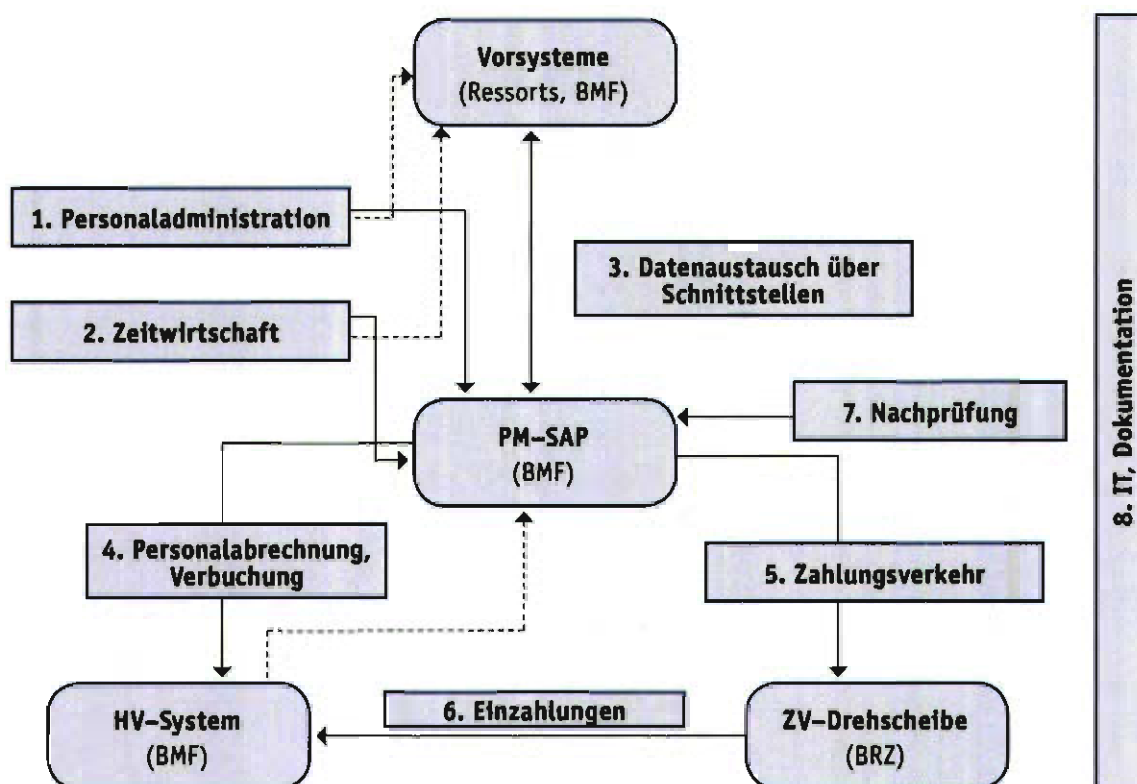 Vorsysteme
(Ressorts, BMF)
1. Personaladministration
3. Datenaustausch über
Schnittstellen
2. Zeitwirtschaft
7. Nachprüfung
PM–SAP
(BMF)
4. Personalabrechnung,
Verbuchung
5. Zahlungsverkehr
HV–System
(BMF)
6. Einzahlungen
ZV–Drehscheibe
(BRZ)
8. IT, Dokumentation